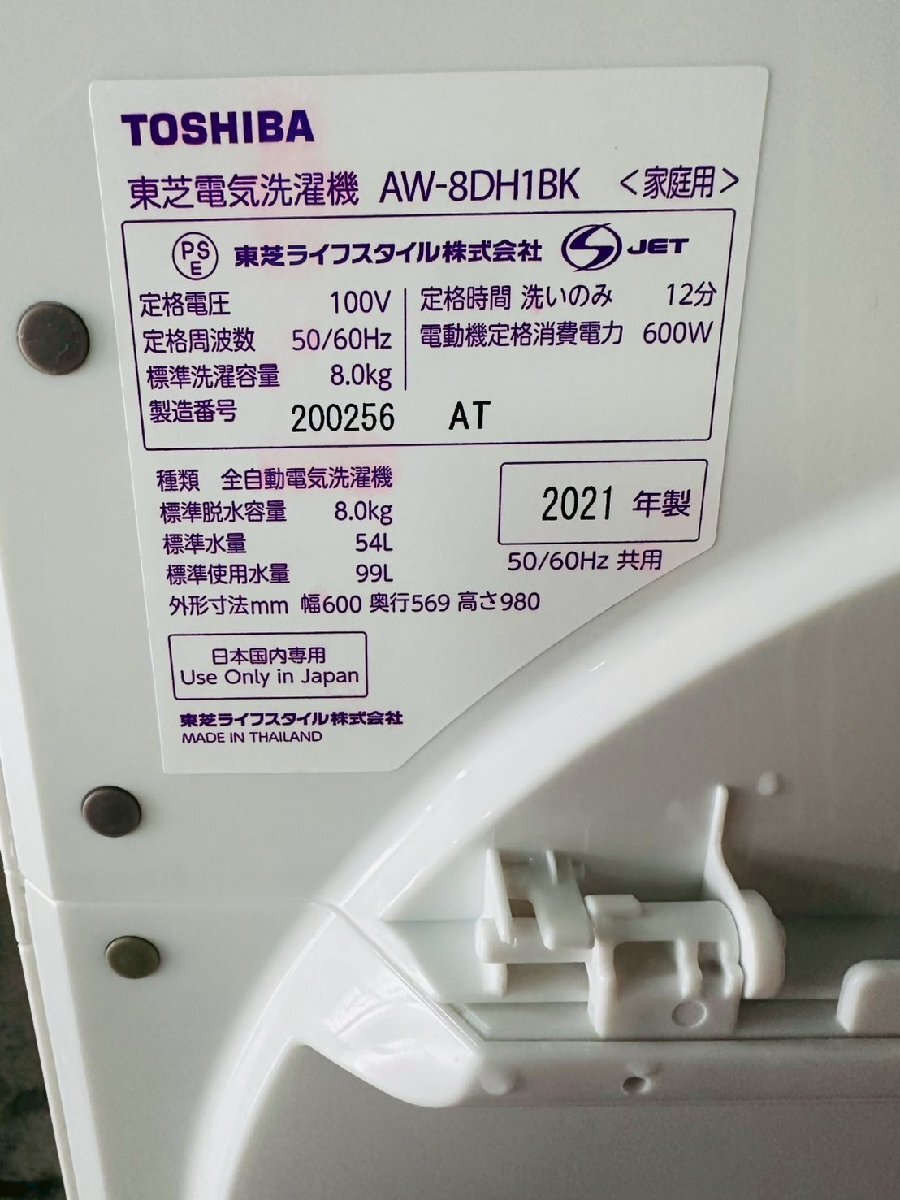 TOSHIBA
東芝電気洗濯機 AW-8DH1BK <家庭用>
PSE 東芝ライフスタイル株式会社 S JET
定格電圧 100V 定格時間 洗いのみ 12分
定格周波数 50/60Hz 電動機定格消費電力 600W
標準洗濯容量 8.0kg
製造番号 200256 AT
種類 全自動電気洗濯機
標準脱水容量 8.0kg
2021 年製
標準水量 54L
50/60Hz 共用
標準使用水量 99L
外形寸法mm 幅600 奥行569 高さ980
日本国内専用
Use Only in Japan
東芝ライフスタイル株式会社
MADE IN THAILAND